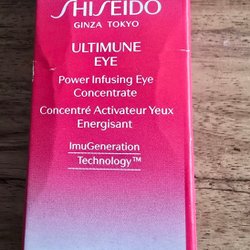 SHISEIDO
GINZA TOKYO
ULTIMUNE
EYE
Power Infusing Eye
Concentrate
Concentré Activateur Yeux
Energisant
ImuGeneration
Technology™